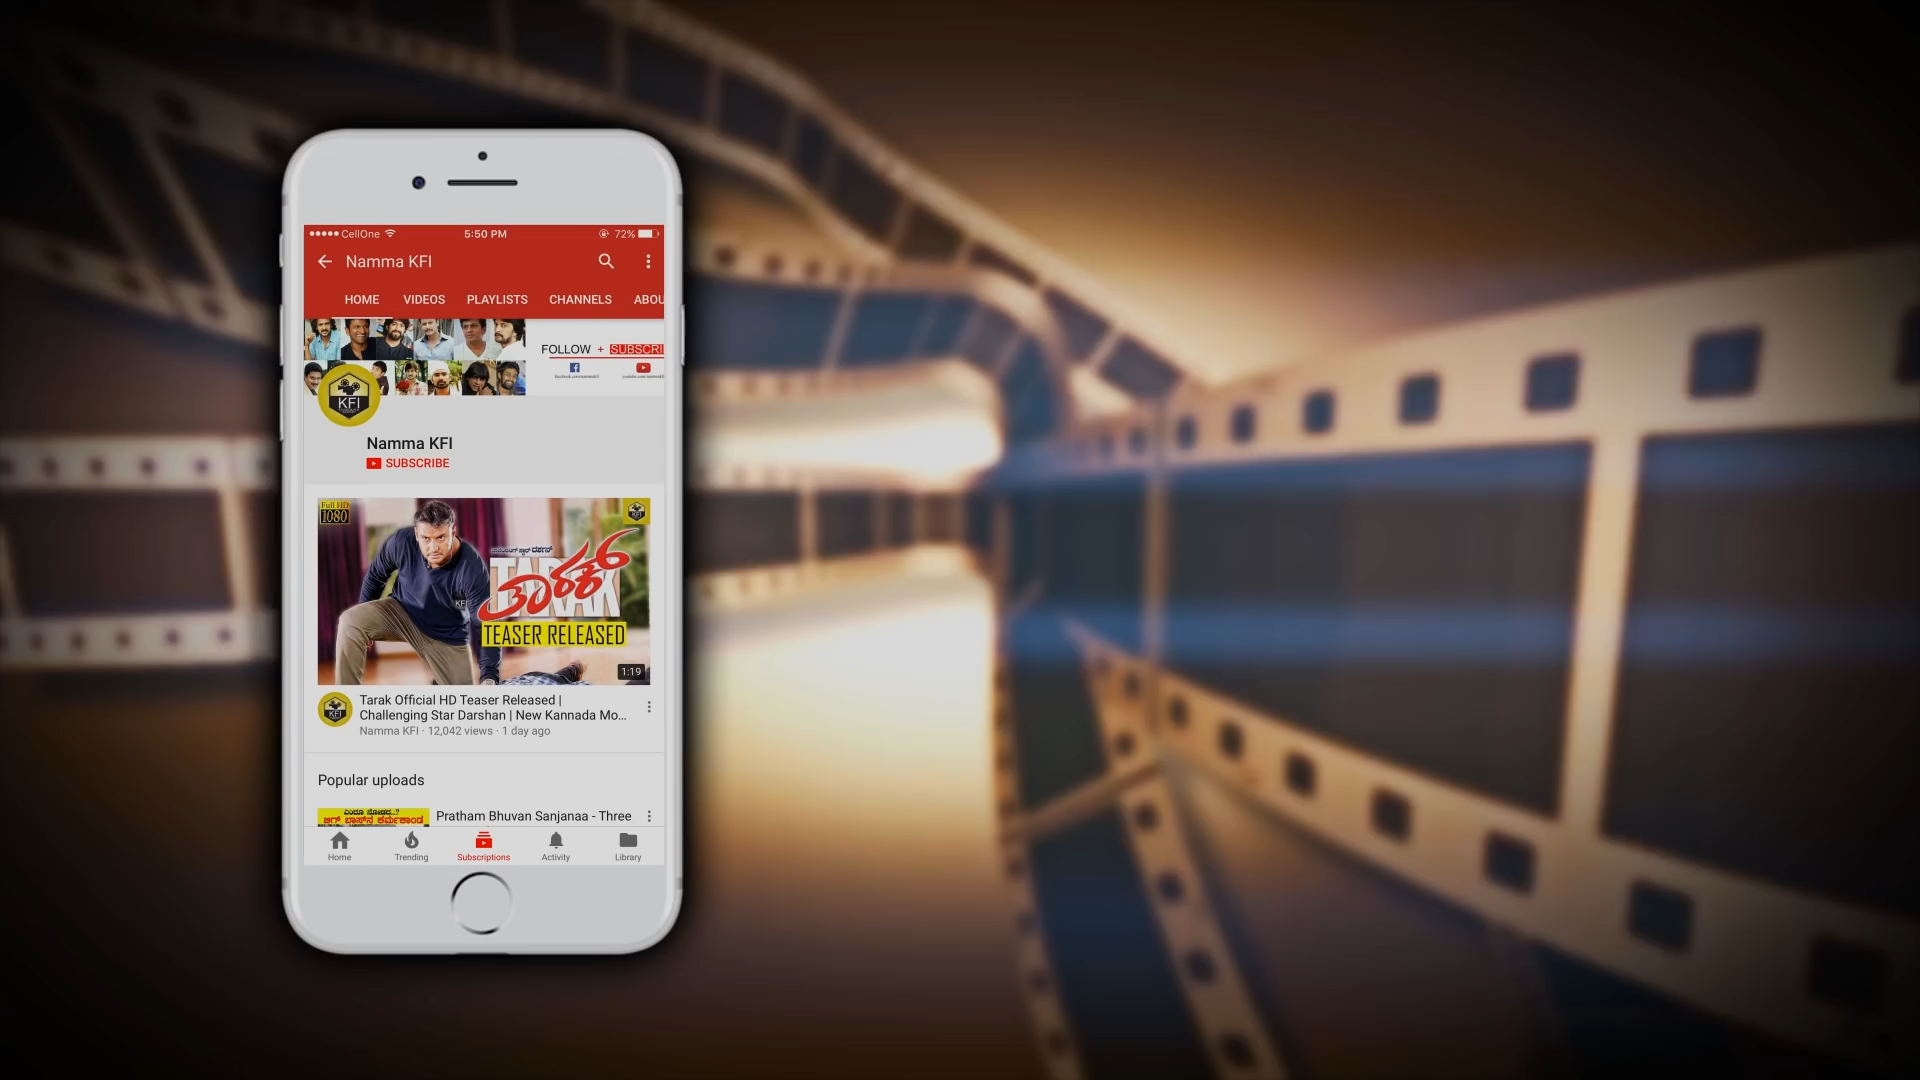 CellOne
5:50 PM
72%
Namma KFI
HOME VIDEOS PLAYLISTS CHANNELS ABOU
FOLLOW + SUBSCRI
KFI
Namma KFI
SUBSCRIBE
Full HD
1080
KFI
ತಾರಕ್
TARAK
TEASER RELEASED
1:19
KFI
Tarak Official HD Teaser Released |
Challenging Star Darshan | New Kannada Mo...
Namma KFI · 12,042 views · 1 day ago
Popular uploads
Pratham Bhuvan Sanjanaa - Three
Home Trending Subscriptions Activity Library